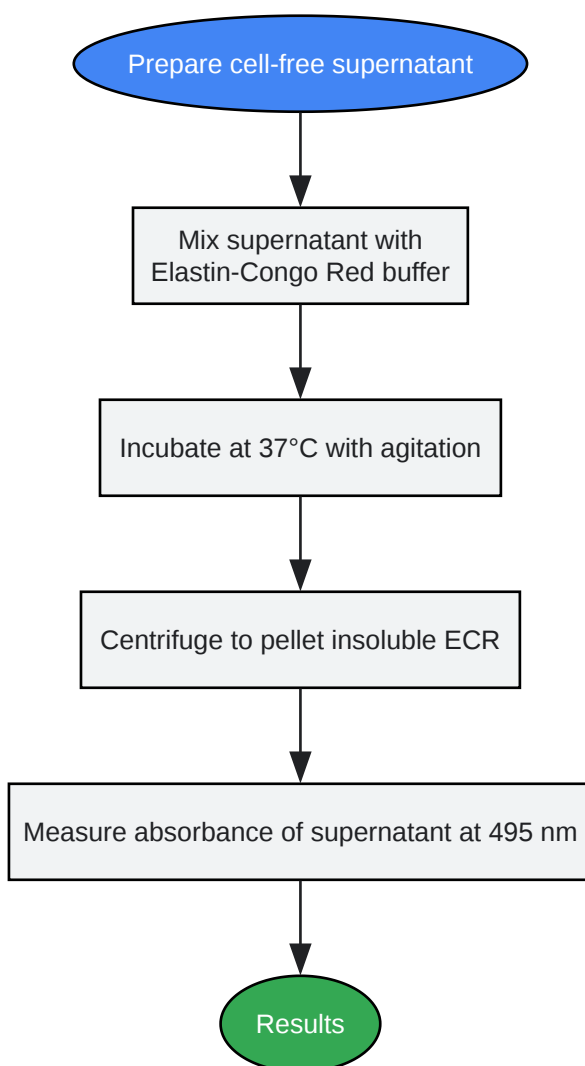 Prepare cell-free supernatant
Mix supernatant with
Elastin-Congo Red buffer
Incubate at 37°C with agitation
Centrifuge to pellet insoluble ECR
Measure absorbance of supernatant at 495 nm
Results